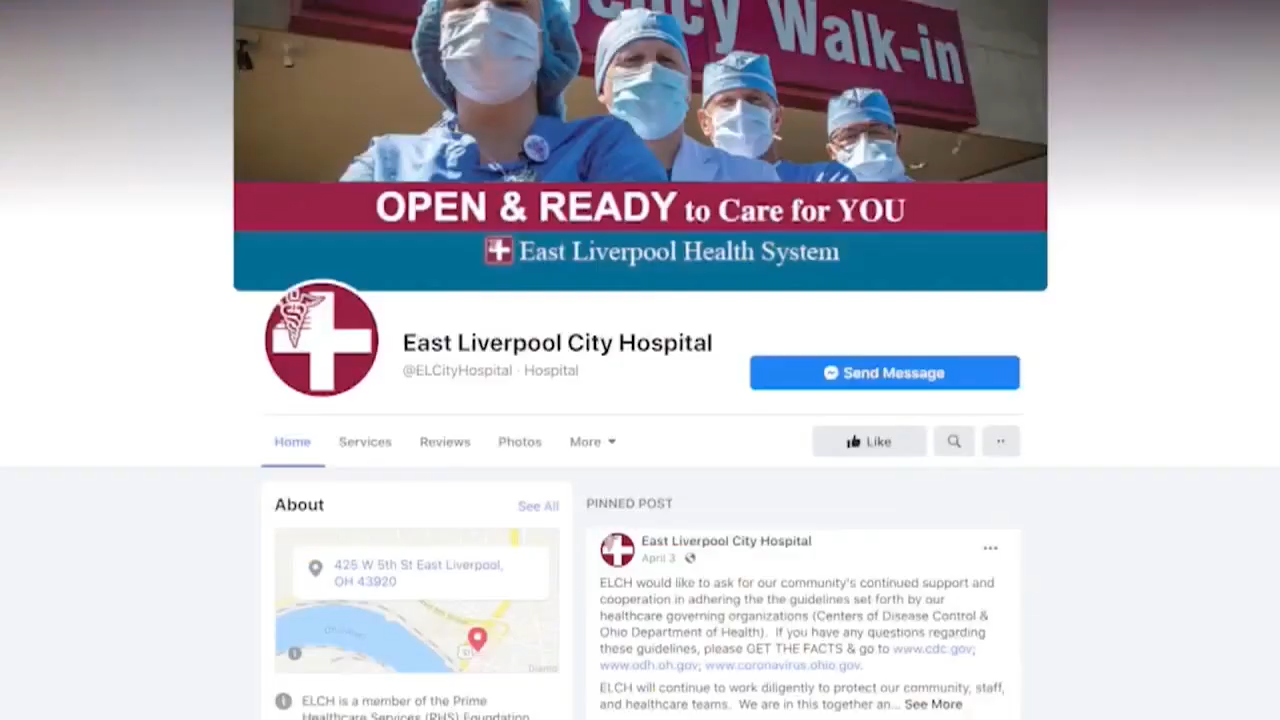 Walk-in
OPEN & READY to Care for YOU
East Liverpool Health System
East Liverpool City Hospital
@ELCityHospital · Hospital
Send Message
Home Services Reviews Photos More
Like
About See All
PINNED POST
425 W 5th St East Liverpool,
OH 43920
East Liverpool City Hospital
April 3
ELCH would like to ask for our community's continued support and
cooperation in adhering the the guidelines set forth by our
healthcare governing organizations (Centers of Disease Control &
Ohio Department of Health). If you have any questions regarding
these guidelines, please GET THE FACTS & go to www.cdc.gov;
www.odh.oh.gov; www.coronavirus.ohio.gov.
ELCH will continue to work diligently to protect our community, staff,
and healthcare teams. We are in this together an... See More
ELCH is a member of the Prime
Healthcare Services (PHS) Foundation